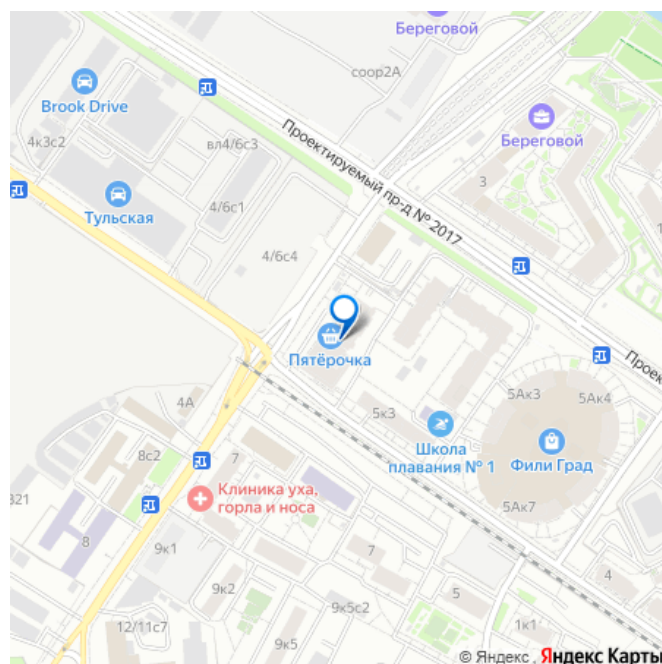 Береговой
соор2А
Brook Drive
4к3с2
вл4/6с3
Проектируемый пр-д № 2017
Береговой
3
Тульская
4/6с1
4/6с4
Пятёрочка
Проек
5Ак3
5Ак4
4А
5к3
Школа
плавания № 1
Фили Град
8с2
7
321
Клиника уха,
горла и носа
5Ак7
8
9к1
7
4
9к2
5
9к5с2
1к1
12/11с7
9к5
© Яндекс Яндекс Карты